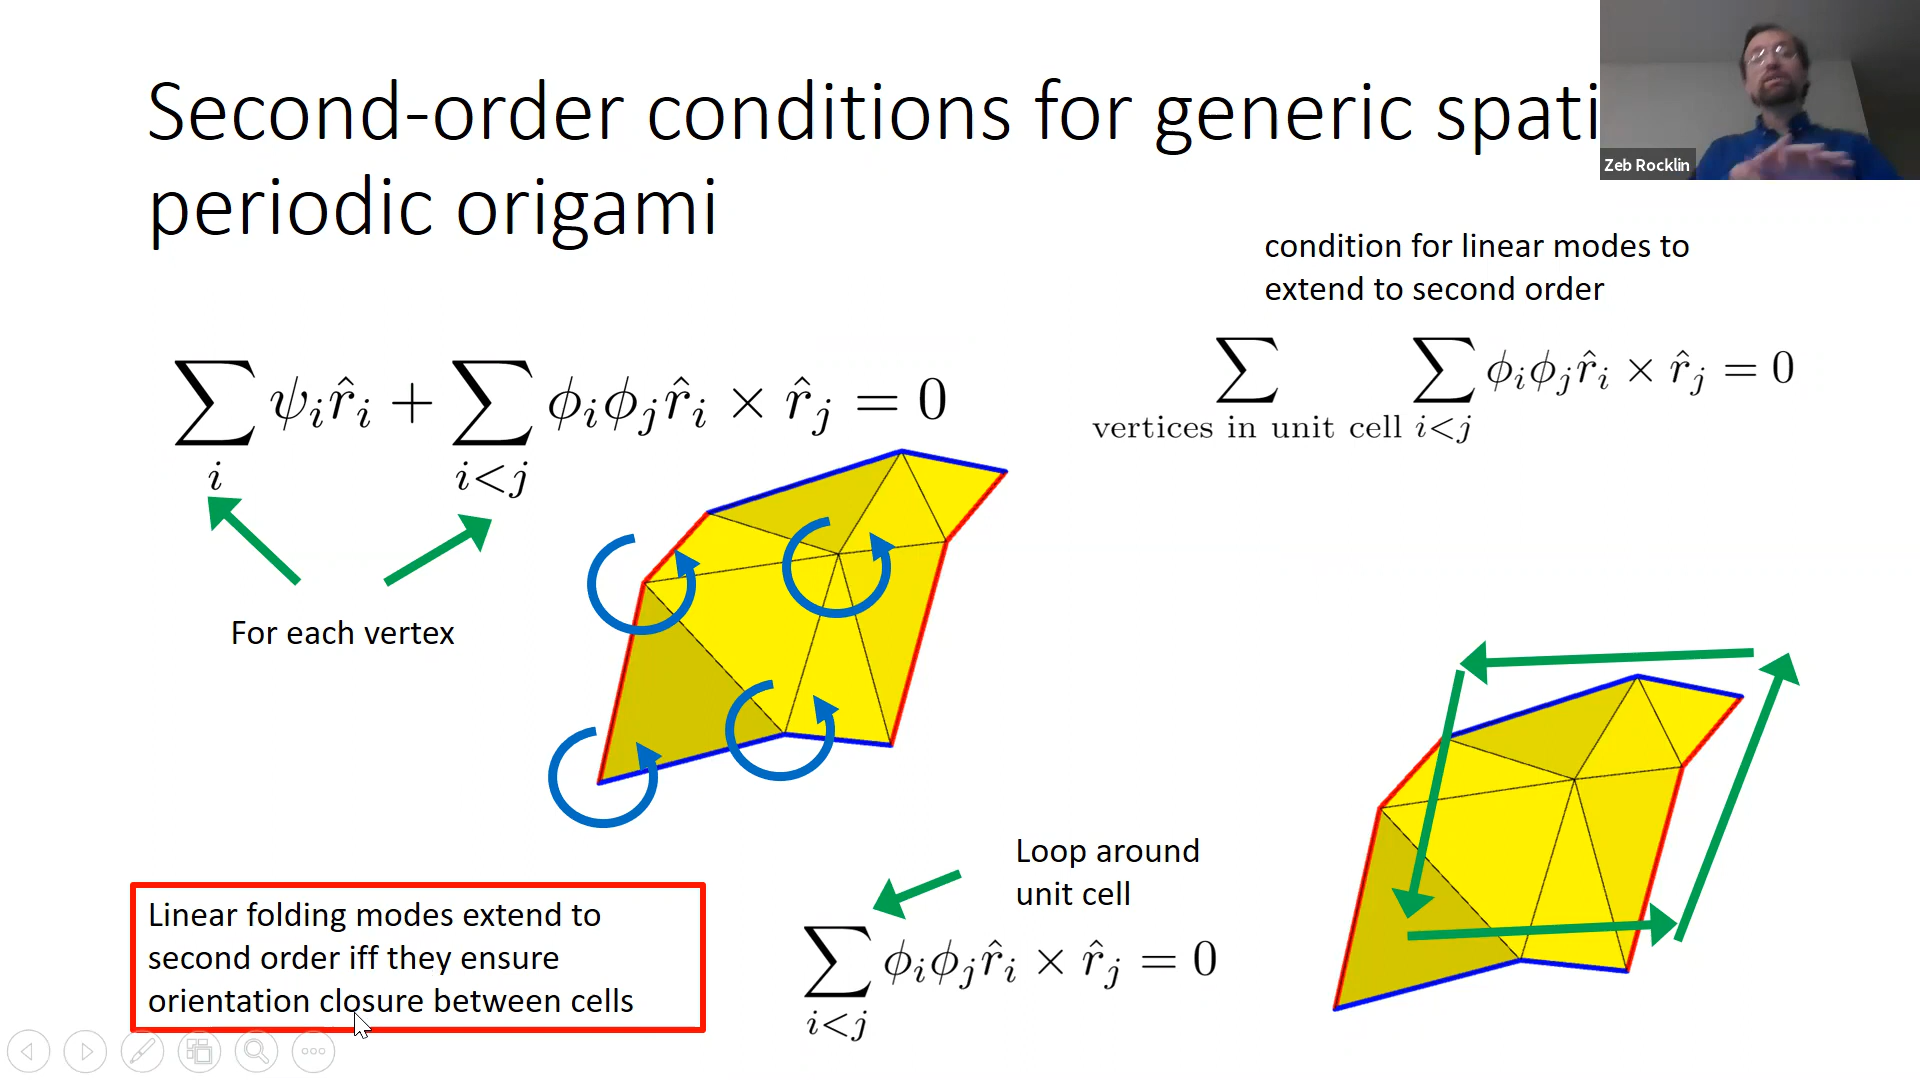 Second-order conditions for generic spati
periodic origami
Zeb Rocklin
condition for linear modes to
extend to second order
∑_i ψ_i r̂_i + ∑_{i<j} ϕ_i ϕ_j r̂_i × r̂_j = 0
∑_{vertices in unit cell} ∑_{i<j} ϕ_i ϕ_j r̂_i × r̂_j = 0
For each vertex
Loop around
unit cell
∑_{i<j} ϕ_i ϕ_j r̂_i × r̂_j = 0
Linear folding modes extend to
second order iff they ensure
orientation closure between cells